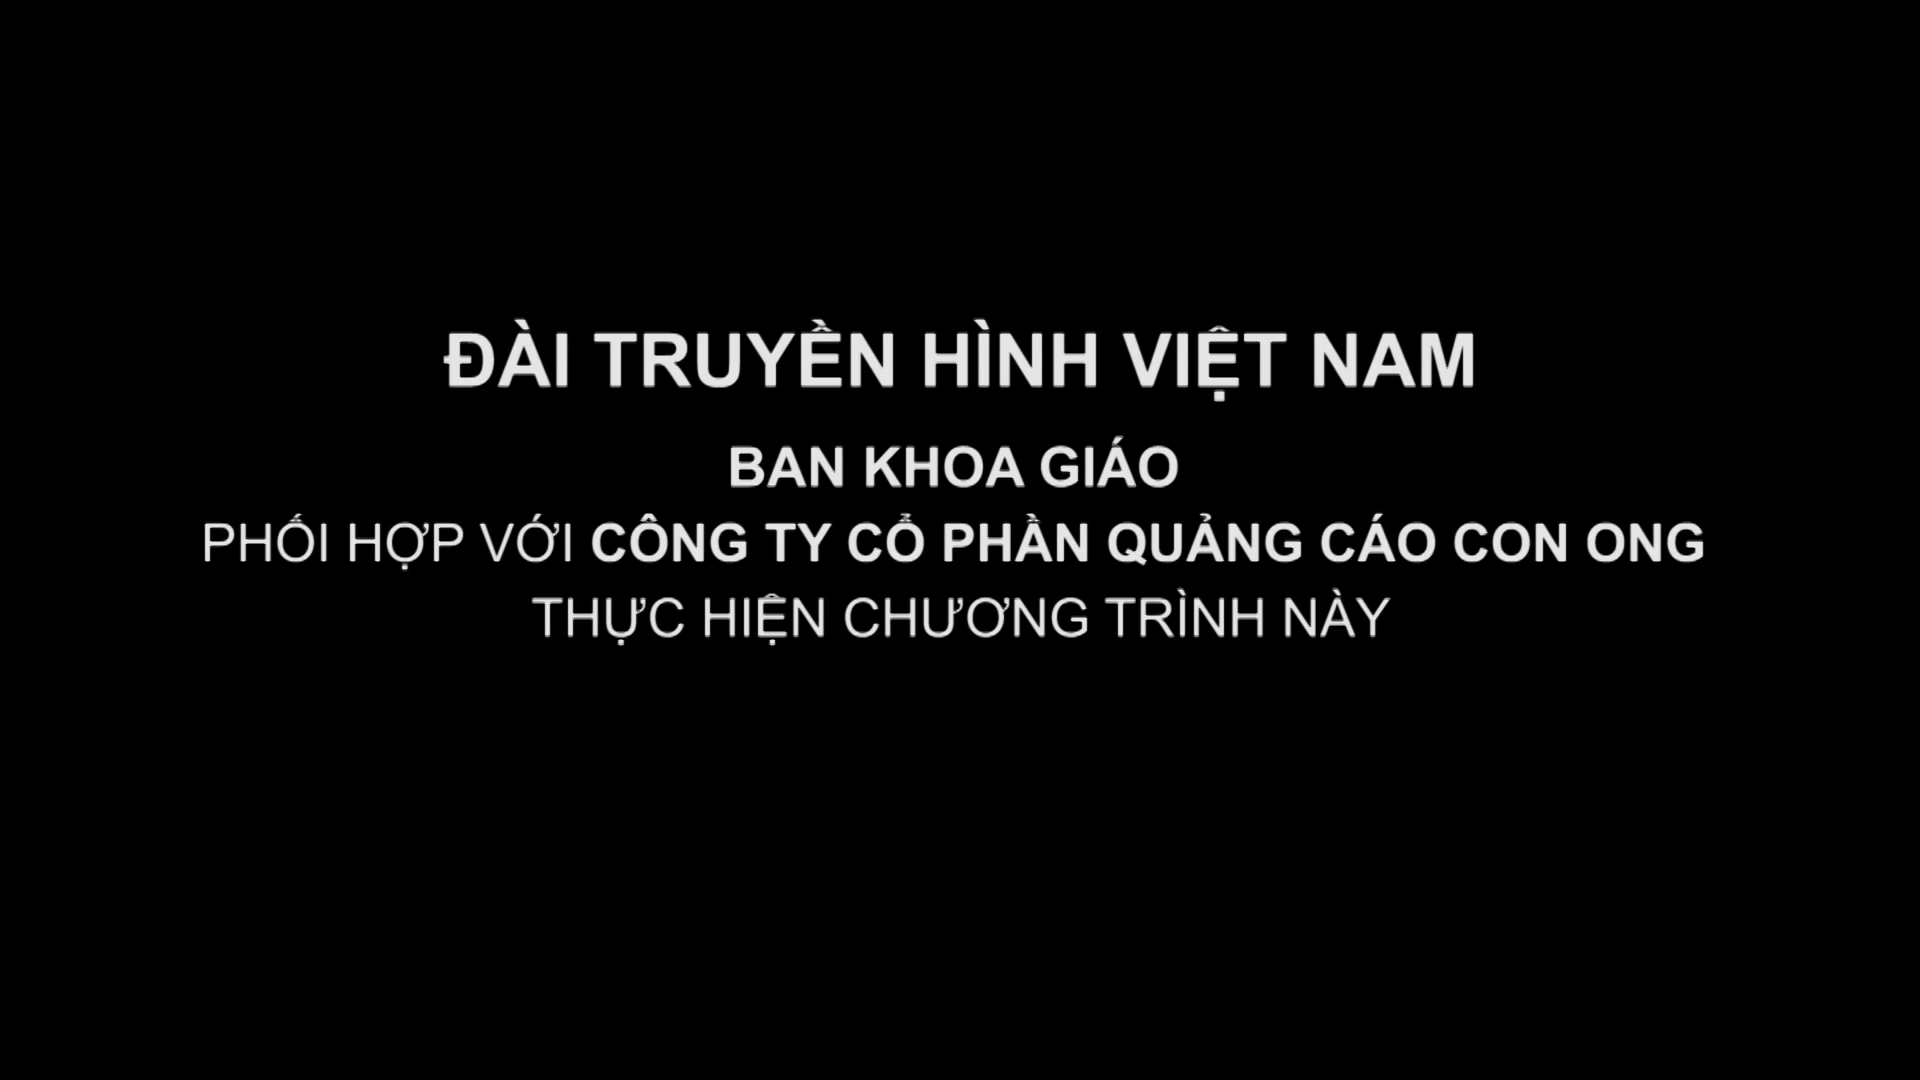 ĐÀI TRUYỀN HÌNH VIỆT NAM
BAN KHOA GIÁO
PHỐI HỢP VỚI CÔNG TY CỔ PHẦN QUẢNG CÁO CON ONG
THỰC HIỆN CHƯƠNG TRÌNH NÀY